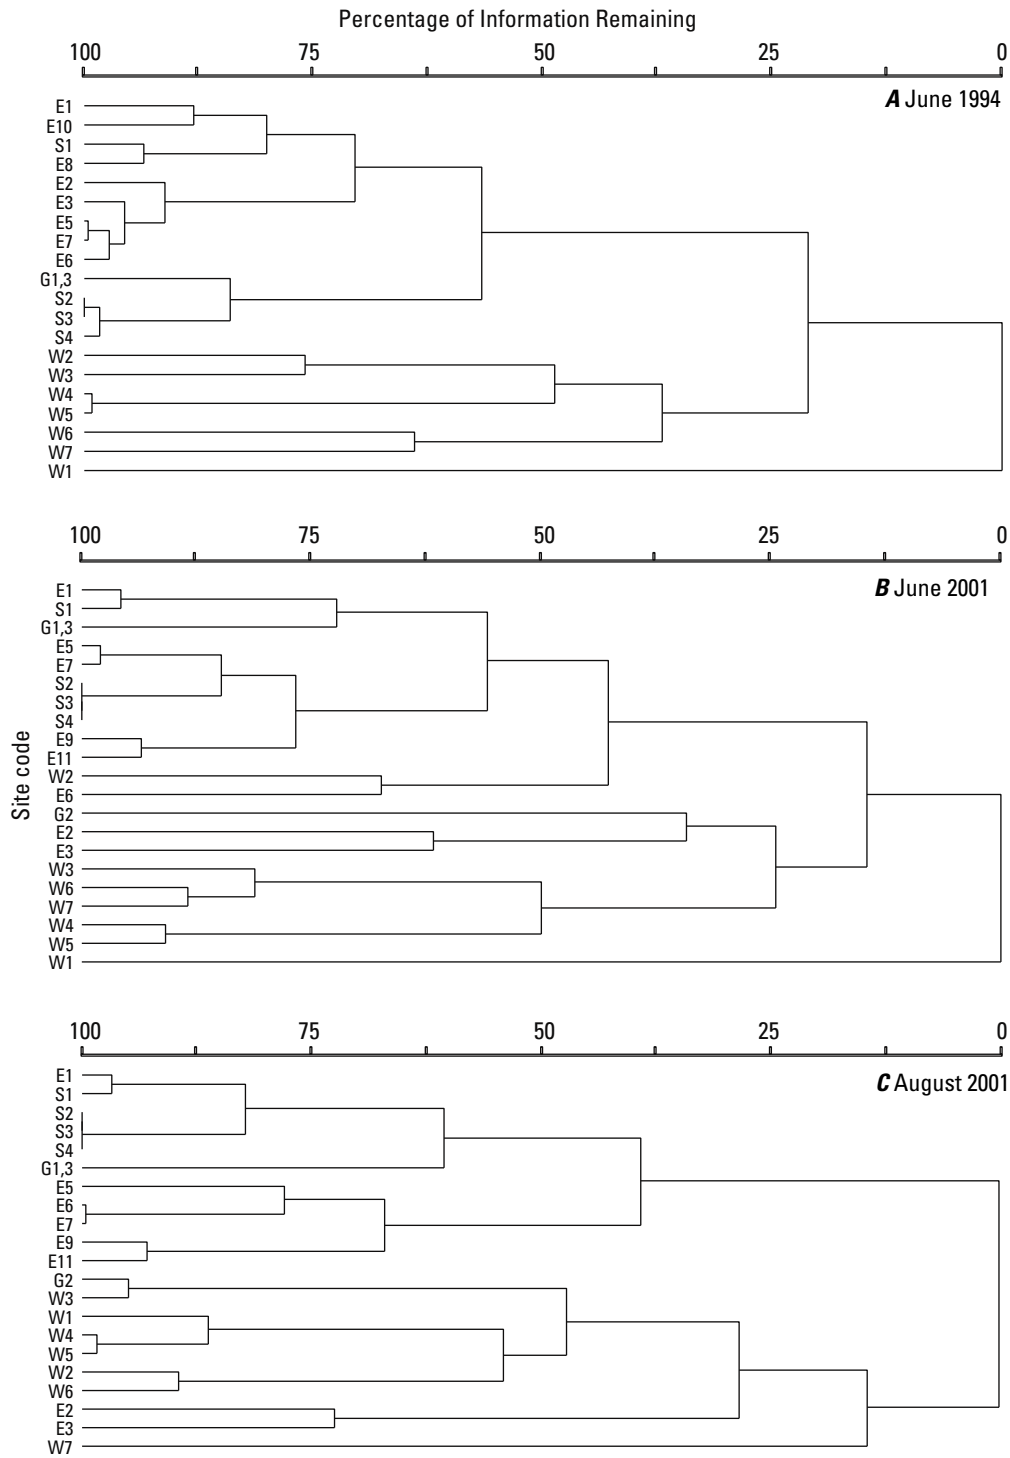 Percentage of Information Remaining
100 75 50 25 0
A June 1994
E1
E10
S1
E8
E2
E3
E5
E7
E6
G1,3
S2
S3
S4
W2
W3
W4
W5
W6
W7
W1
100 75 50 25 0
B June 2001
Site code
E1
S1
G1,3
E5
E7
S2
S3
S4
E9
E11
W2
E6
G2
E2
E3
W3
W6
W7
W4
W5
W1
100 75 50 25 0
C August 2001
E1
S1
S2
S3
S4
G1,3
E5
E6
E7
E9
E11
G2
W3
W1
W4
W5
W2
W6
E2
E3
W7